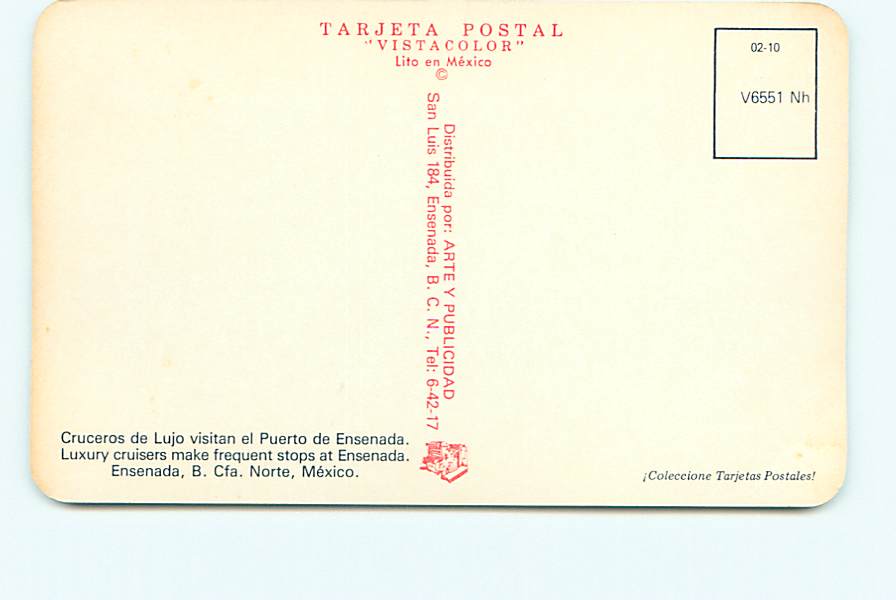 TARJETA POSTAL
"VISTACOLOR"
Lito en México
©
02-10
V6551 Nh
Distribuida por: ARTE Y PUBLICIDAD
San Luis 184, Ensenada, B. C. N., Tel: 6-42-17
Cruceros de Lujo visitan el Puerto de Ensenada.
Luxury cruisers make frequent stops at Ensenada.
Ensenada, B. Cfa. Norte, México.
¡Coleccione Tarjetas Postales!